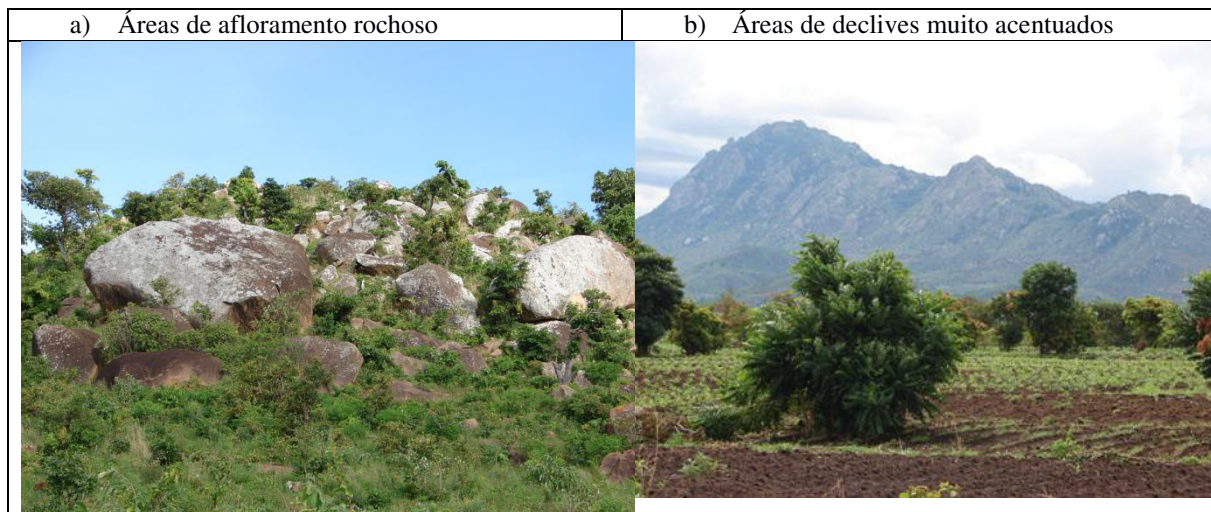 a) Áreas de afloramento rochoso
b) Áreas de declives muito acentuados